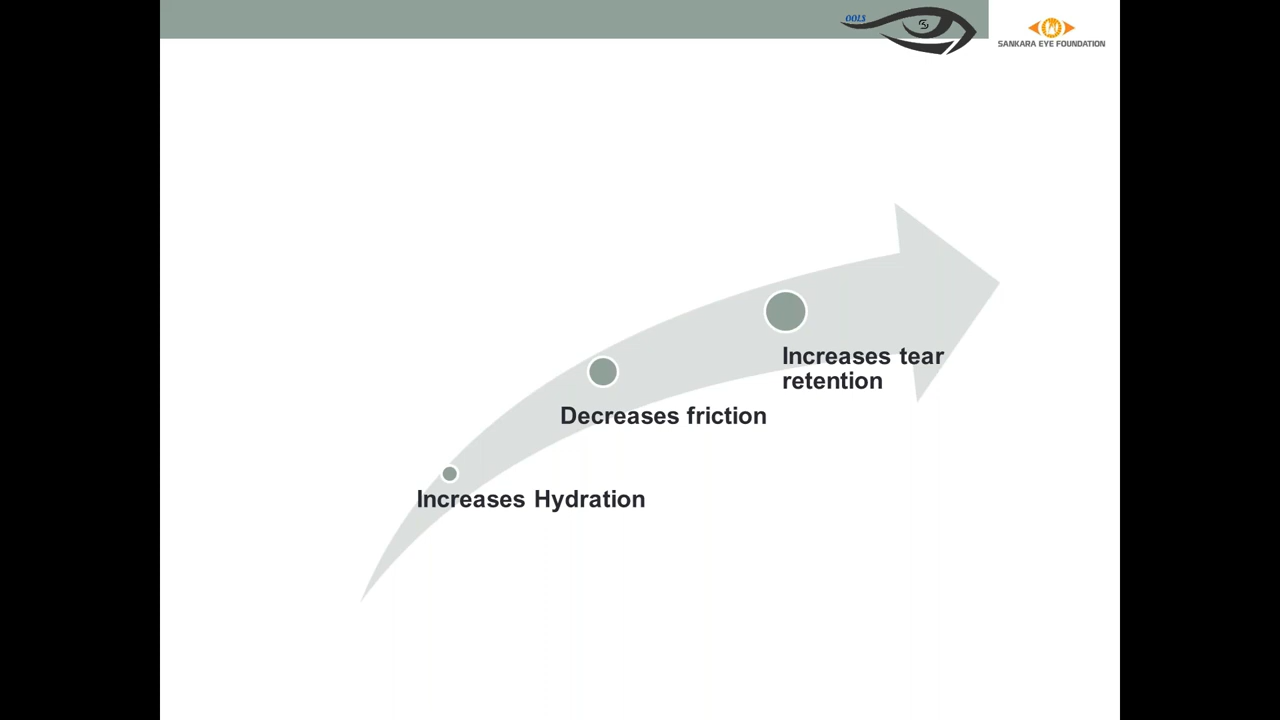 OOLS
SANKARA EYE FOUNDATION
Increases tear
retention
Decreases friction
Increases Hydration